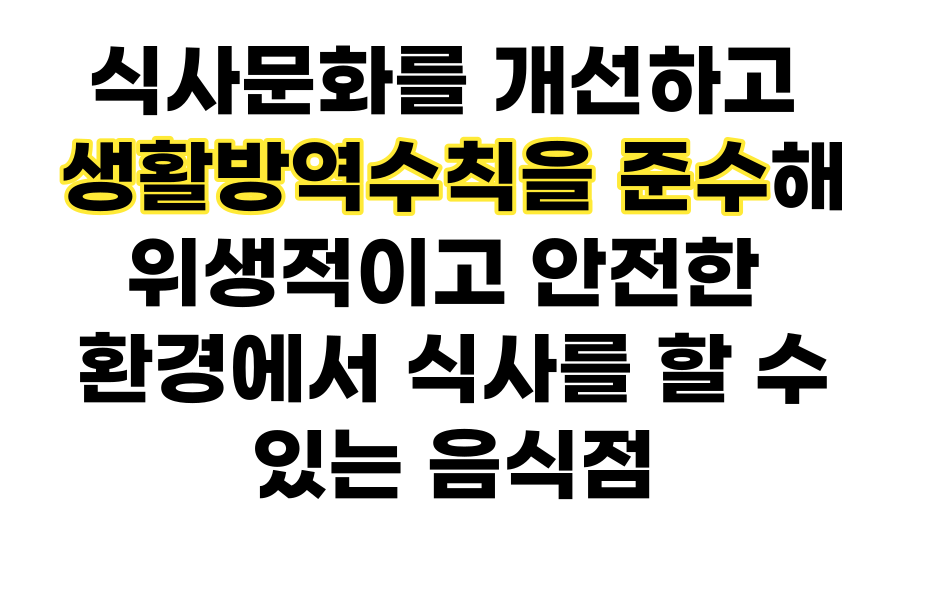 식사문화를 개선하고
생활방역수칙을 준수해
위생적이고 안전한
환경에서 식사를 할 수
있는 음식점